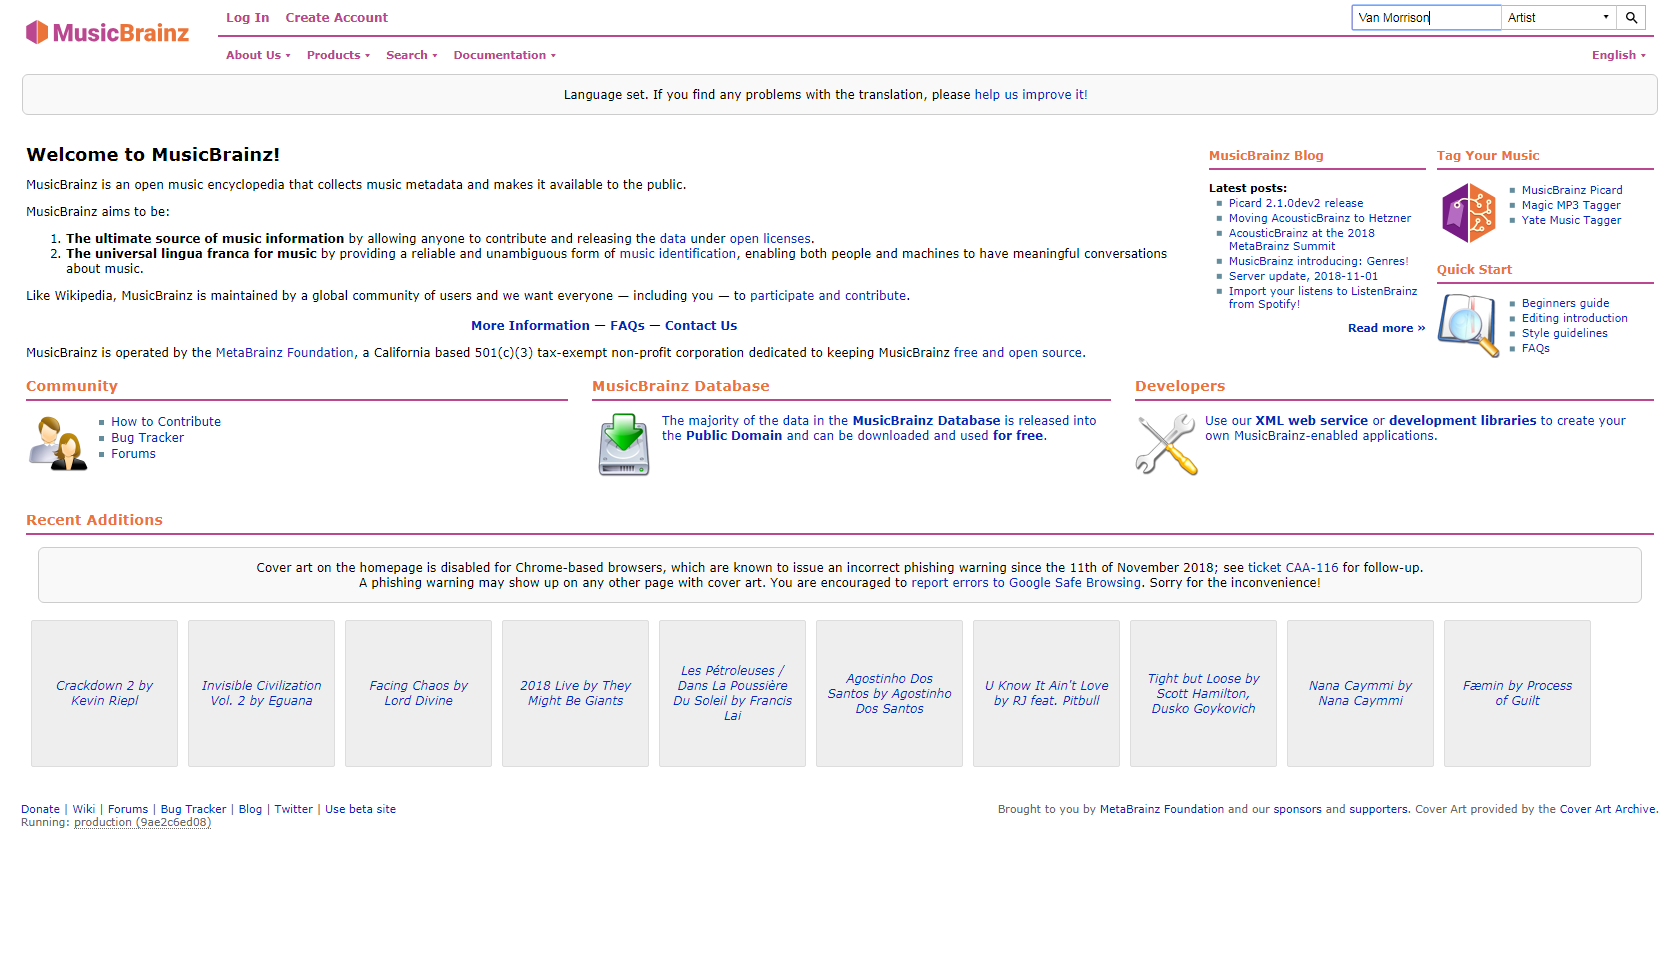 MusicBrainz
Log In Create Account
Van Morrison Artist
About Us Products Search Documentation English
Language set. If you find any problems with the translation, please help us improve it!
Welcome to MusicBrainz!
MusicBrainz is an open music encyclopedia that collects music metadata and makes it available to the public.
MusicBrainz aims to be:
1. The ultimate source of music information by allowing anyone to contribute and releasing the data under open licenses.
2. The universal lingua franca for music by providing a reliable and unambiguous form of music identification, enabling both people and machines to have meaningful conversations
about music.
Like Wikipedia, MusicBrainz is maintained by a global community of users and we want everyone — including you — to participate and contribute.
More Information — FAQs — Contact Us
MusicBrainz is operated by the MetaBrainz Foundation, a California based 501(c)(3) tax-exempt non-profit corporation dedicated to keeping MusicBrainz free and open source.
MusicBrainz Blog
Latest posts:
Picard 2.1.0dev2 release
Moving AcousticBrainz to Hetzner
AcousticBrainz at the 2018
MetaBrainz Summit
MusicBrainz introducing: Genres!
Server update, 2018-11-01
Import your listens to ListenBrainz
from Spotify!
Read more »
Tag Your Music
MusicBrainz Picard
Magic MP3 Tagger
Yate Music Tagger
Quick Start
Beginners guide
Editing introduction
Style guidelines
FAQs
Community
How to Contribute
Bug Tracker
Forums
MusicBrainz Database
The majority of the data in the MusicBrainz Database is released into
the Public Domain and can be downloaded and used for free.
Developers
Use our XML web service or development libraries to create your
own MusicBrainz-enabled applications.
Recent Additions
Cover art on the homepage is disabled for Chrome-based browsers, which are known to issue an incorrect phishing warning since the 11th of November 2018; see ticket CAA-116 for follow-up.
A phishing warning may show up on any other page with cover art. You are encouraged to report errors to Google Safe Browsing. Sorry for the inconvenience!
Crackdown 2 by
Kevin Riepl
Invisible Civilization
Vol. 2 by Eguana
Facing Chaos by
Lord Divine
2018 Live by They
Might Be Giants
Les Pétroleuses /
Dans La Poussière
Du Soleil by Francis
Lai
Agostinho Dos
Santos by Agostinho
Dos Santos
U Know It Ain't Love
by RJ feat. Pitbull
Tight but Loose by
Scott Hamilton,
Dusko Goykovich
Nana Caymmi by
Nana Caymmi
Fæmin by Process
of Guilt
Donate | Wiki | Forums | Bug Tracker | Blog | Twitter | Use beta site
Running: production (9ae2c6ed08)
Brought to you by MetaBrainz Foundation and our sponsors and supporters. Cover Art provided by the Cover Art Archive.